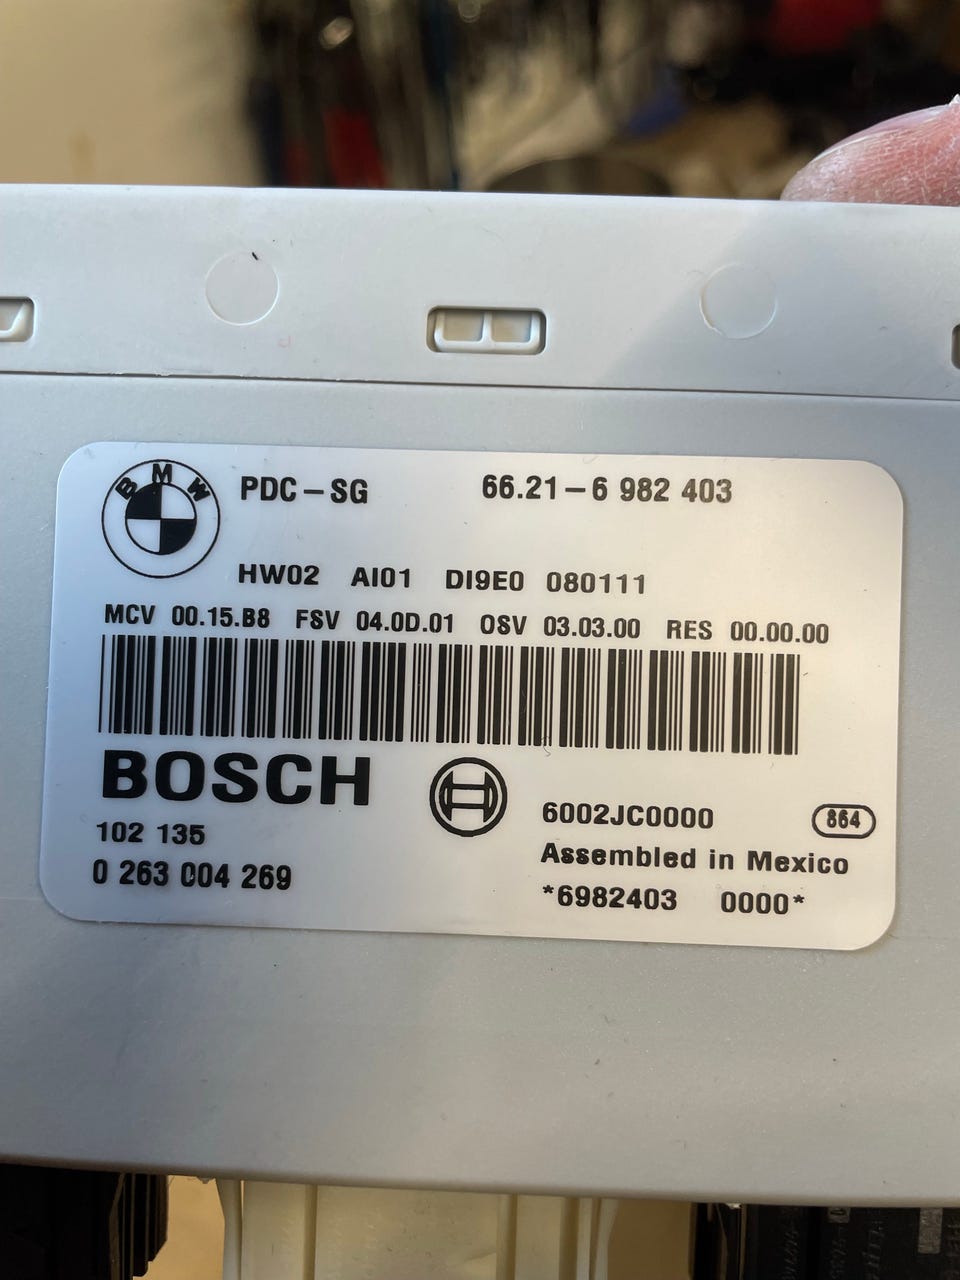 BMW
PDC-SG 66.21-6 982 403
HW02 AI01 DI9E0 080111
MCV 00.15.B8 FSV 04.0D.01 OSV 03.03.00 RES 00.00.00
BOSCH
102 135
0 263 004 269
6002JC0000 864
Assembled in Mexico
*6982403 0000*